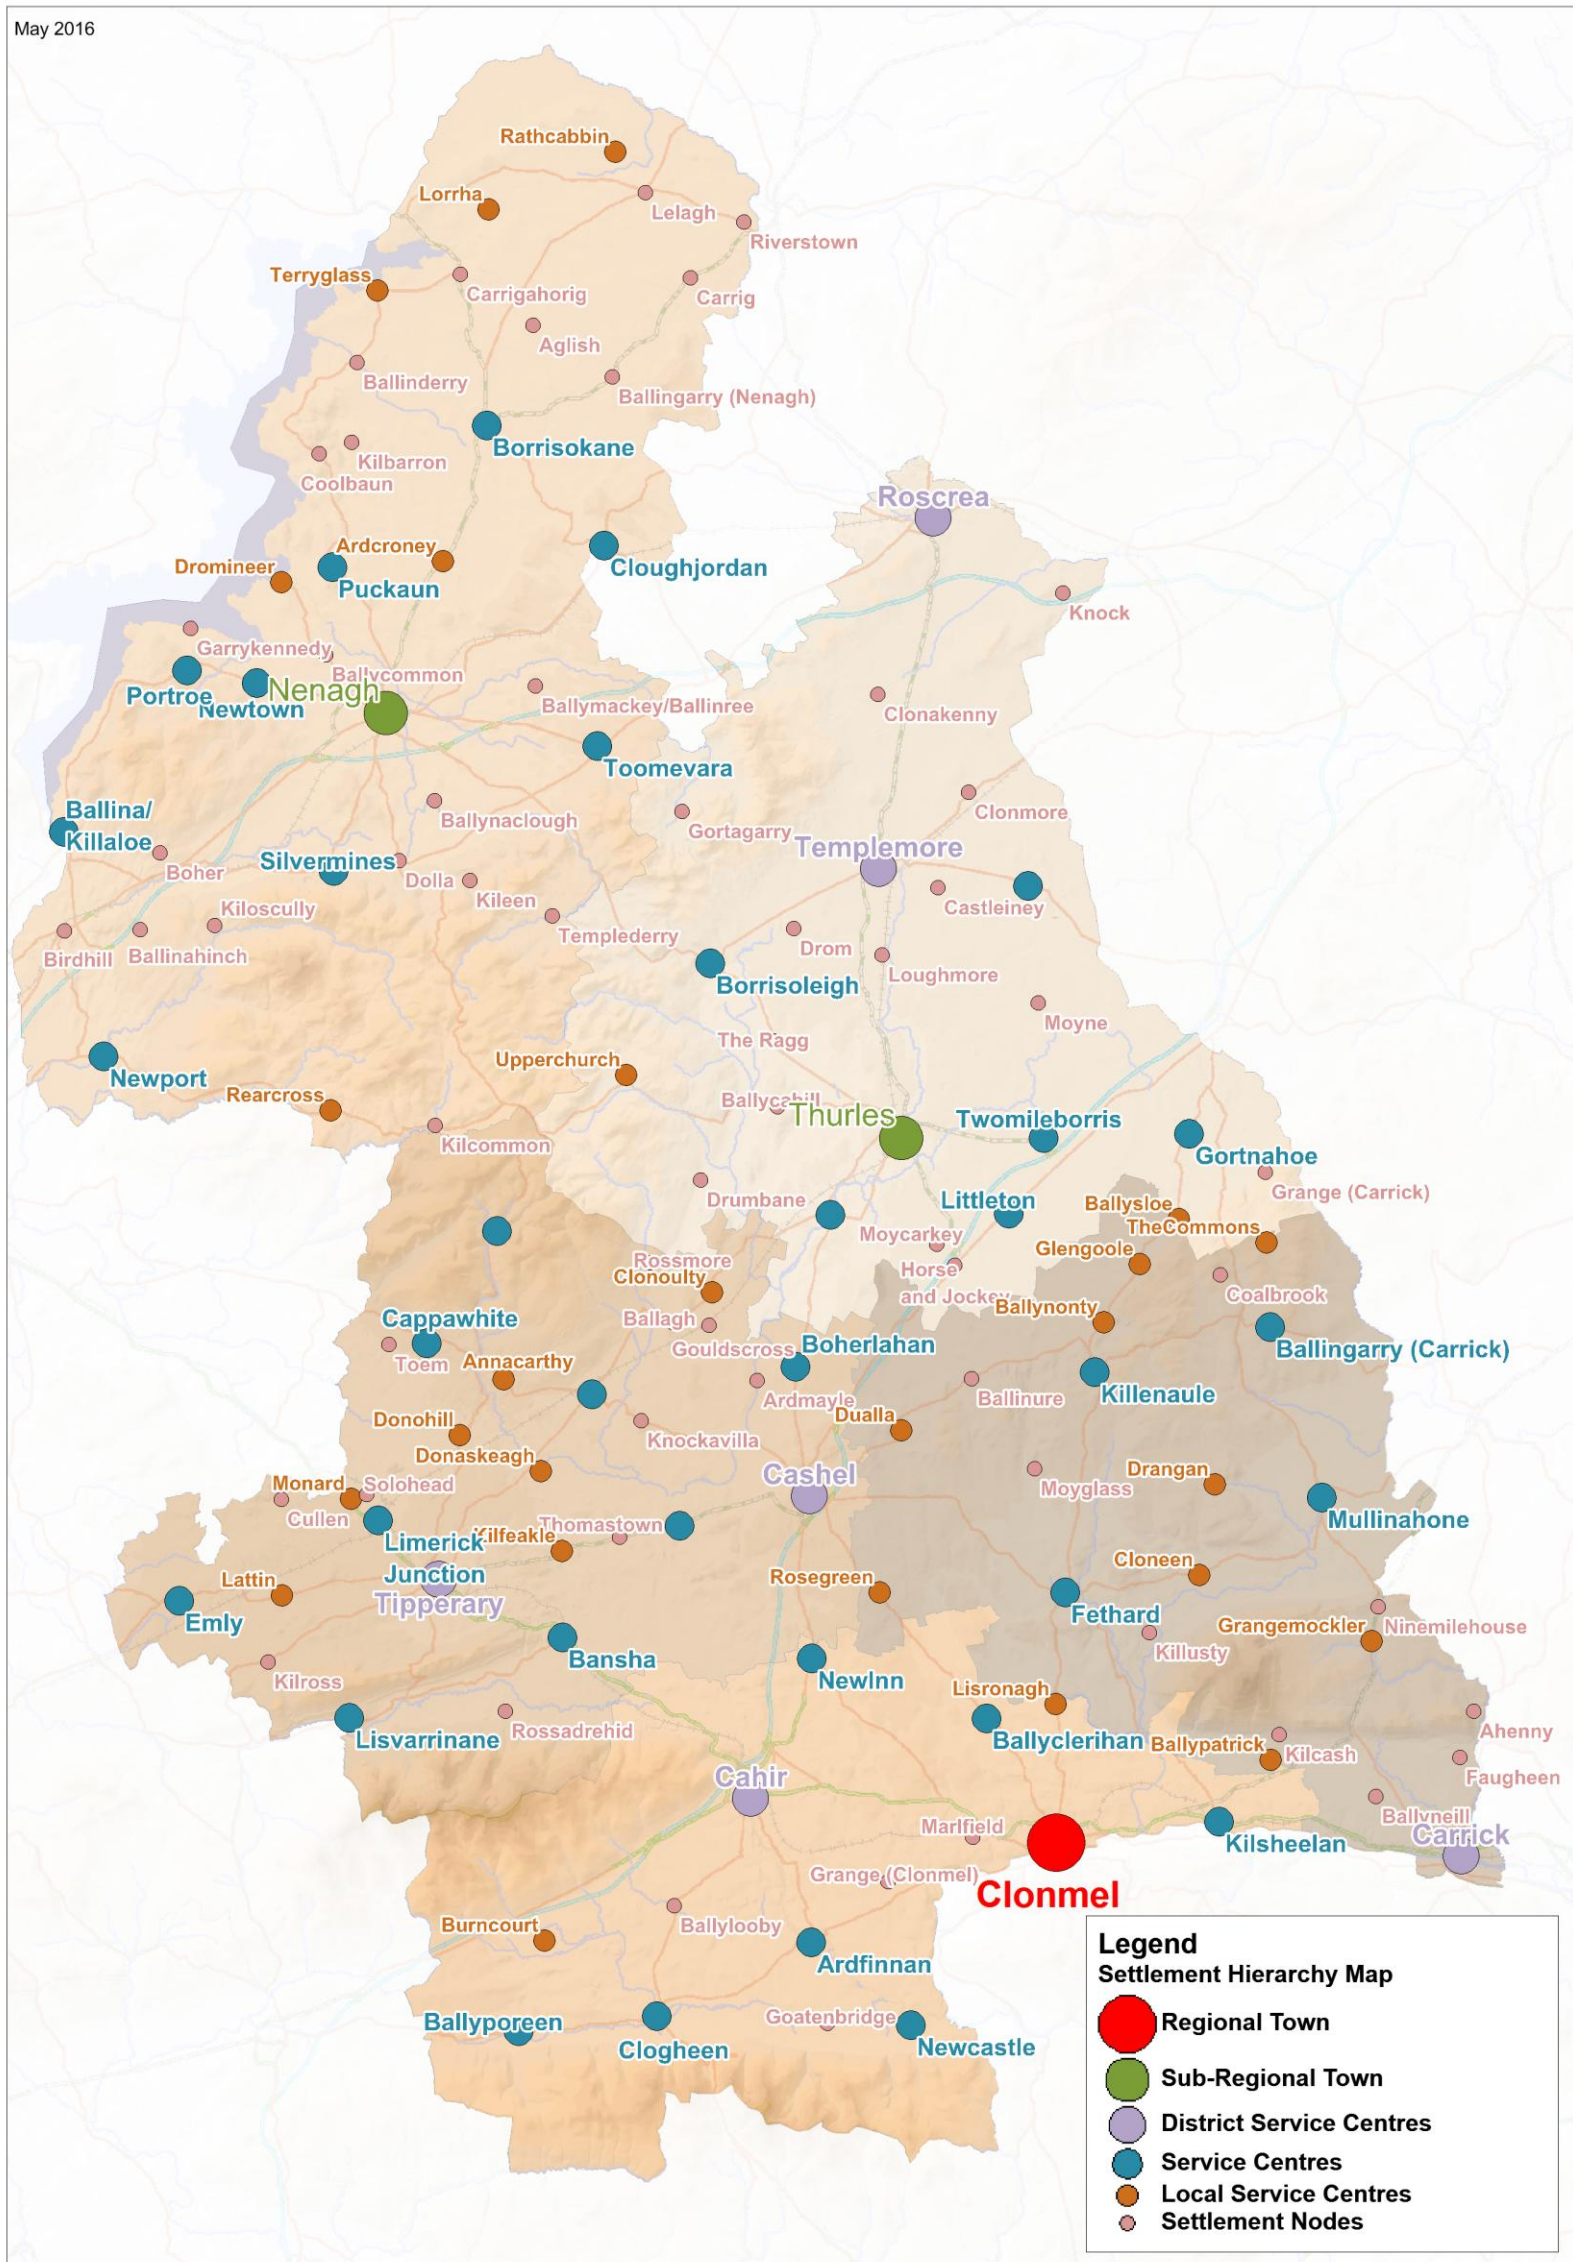 May 2016
Rathcabbin
Lorrha
Lelagh
Riverstown
Terryglass
Carrigahorig
Carrig
Aglish
Ballinderry
Ballingarry (Nenagh)
Borrisokane
Kilbarron
Coolbaun
Roscrea
Ardcroney
Dromineer
Cloughjordan
Puckaun
Knock
Garrykennedy
Ballycommon
Portroe
Nenagh
Newtown
Ballymackey/Ballinree
Clonakenny
Toomevara
Ballina/
Killaloe
Ballynaclough
Clonmore
Gortagarry
Templemore
Boher
Silvermines
Dolla
Kileen
Castleiney
Kiloscully
Templederry
Drom
Birdhill
Ballinahinch
Loughmore
Borrisoleigh
Moyne
The Ragg
Upperchurch
Newport
Rearcross
Ballycahill
Thurles
Twomileborris
Kilcommon
Gortnahoe
Drumbane
Littleton
Grange (Carrick)
Ballysloe
TheCommons
Moycarkey
Glengoole
Rossmore
Clonoulty
Horse
and Jockey
Coalbrook
Ballynonty
Cappawhite
Ballagh
Gouldscross
Boherlahan
Ballingarry (Carrick)
Toem
Annacarthy
Ardmayle
Ballinure
Killenaule
Dualla
Donohill
Knockavilla
Donaskeagh
Cashel
Drangan
Monard
Solohead
Moyglass
Cullen
Mullinahone
Thomastown
Limerick
Junction
Kilfeakle
Cloneen
Lattin
Rosegreen
Tipperary
Emly
Fethard
Grangemockler
Ninemilehouse
Bansha
Killusty
Kilross
NewInn
Lisronagh
Rossadrehid
Lisvarrinane
Ballyclerihan
Ballypatrick
Kilcash
Ahenny
Cahir
Faugheen
Ballyneill
Marlfield
Carrick
Kilsheelan
Grange (Clonmel)
Clonmel
Burncourt
Ballylooby
Ardfinnan
Ballyporeen
Goatenbridge
Clogheen
Newcastle
Legend
Settlement Hierarchy Map
Regional Town
Sub-Regional Town
District Service Centres
Service Centres
Local Service Centres
Settlement Nodes